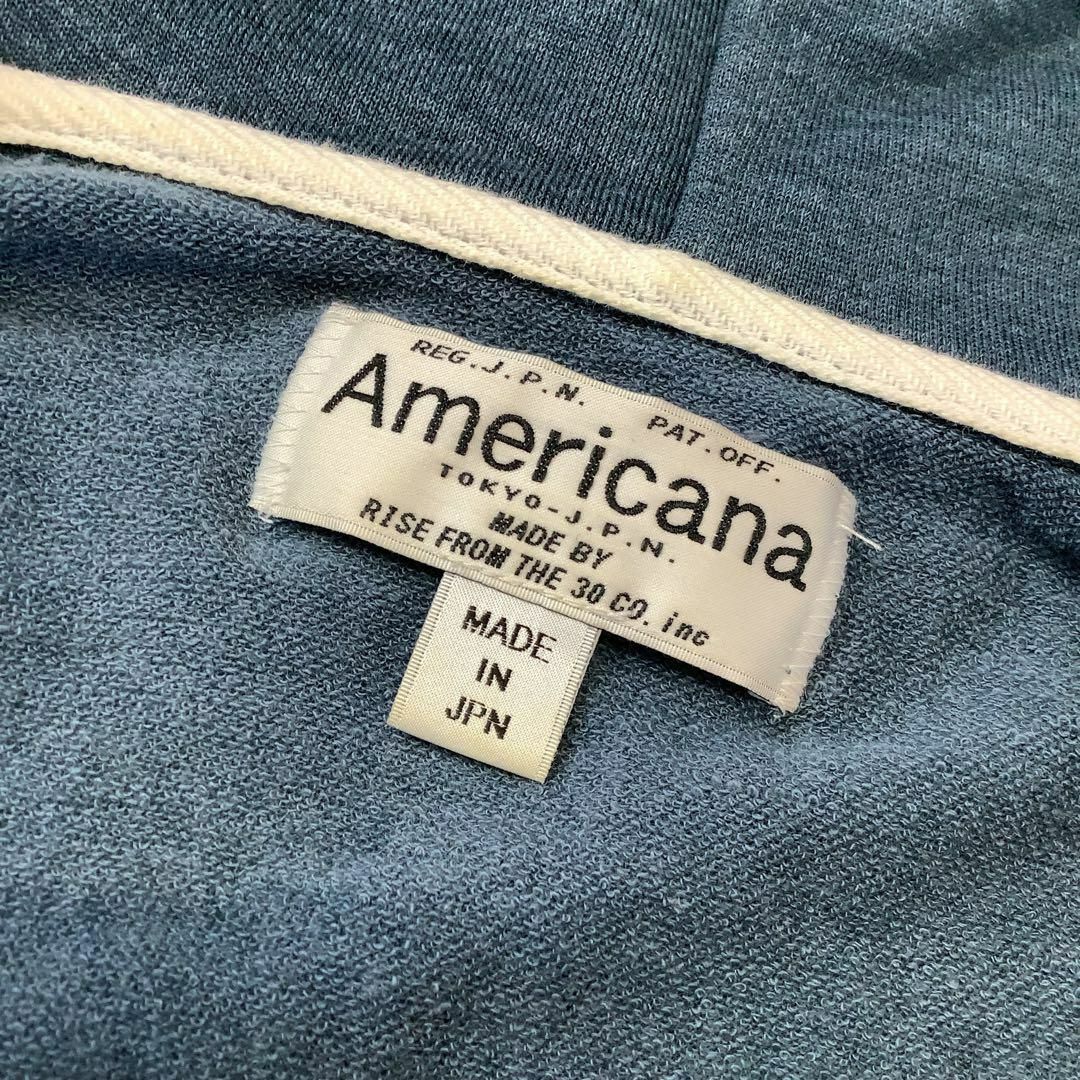 REG.J.P.N. PAT.OFF.
Americana
TOKYO-J.P.N.
MADE BY
RISE FROM THE 30 CO. inc
MADE
IN
JPN